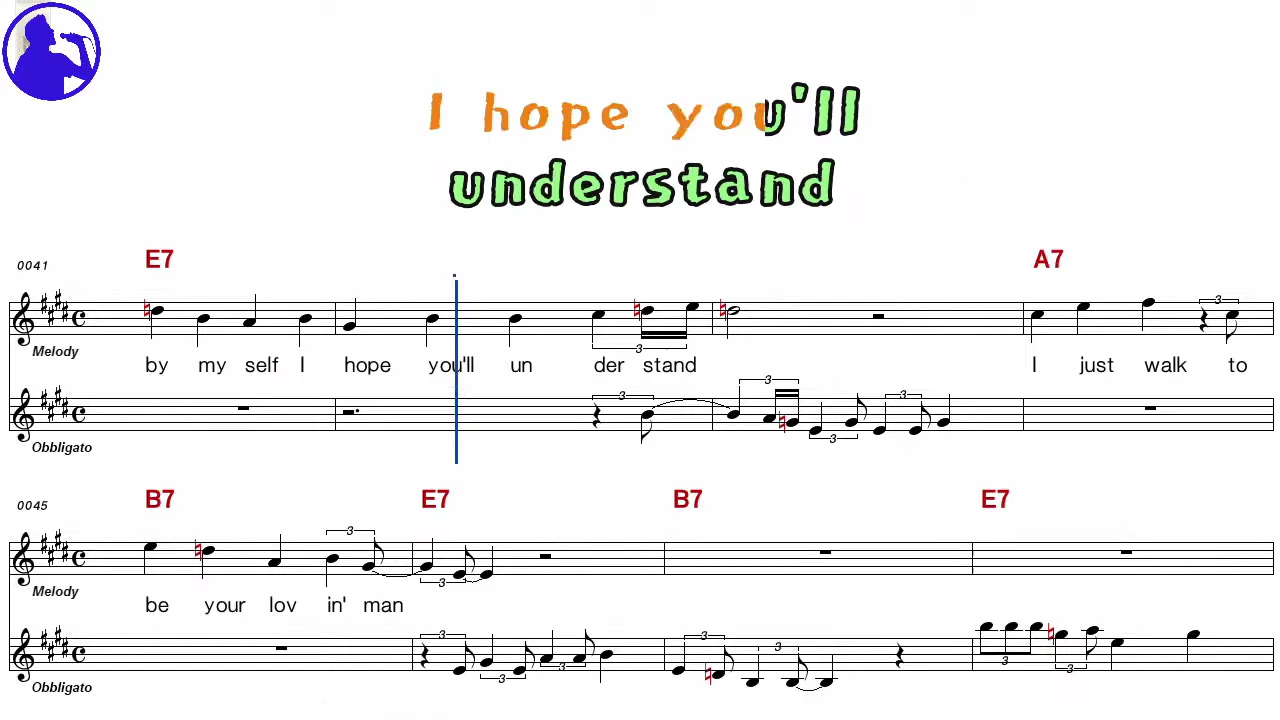 I hope you'll
understand
0041 E7 A7
Melody
by my self I hope you'll un der stand I just walk to
Obbligato
0045 B7 E7 B7 E7
Melody
be your lov in' man
Obbligato